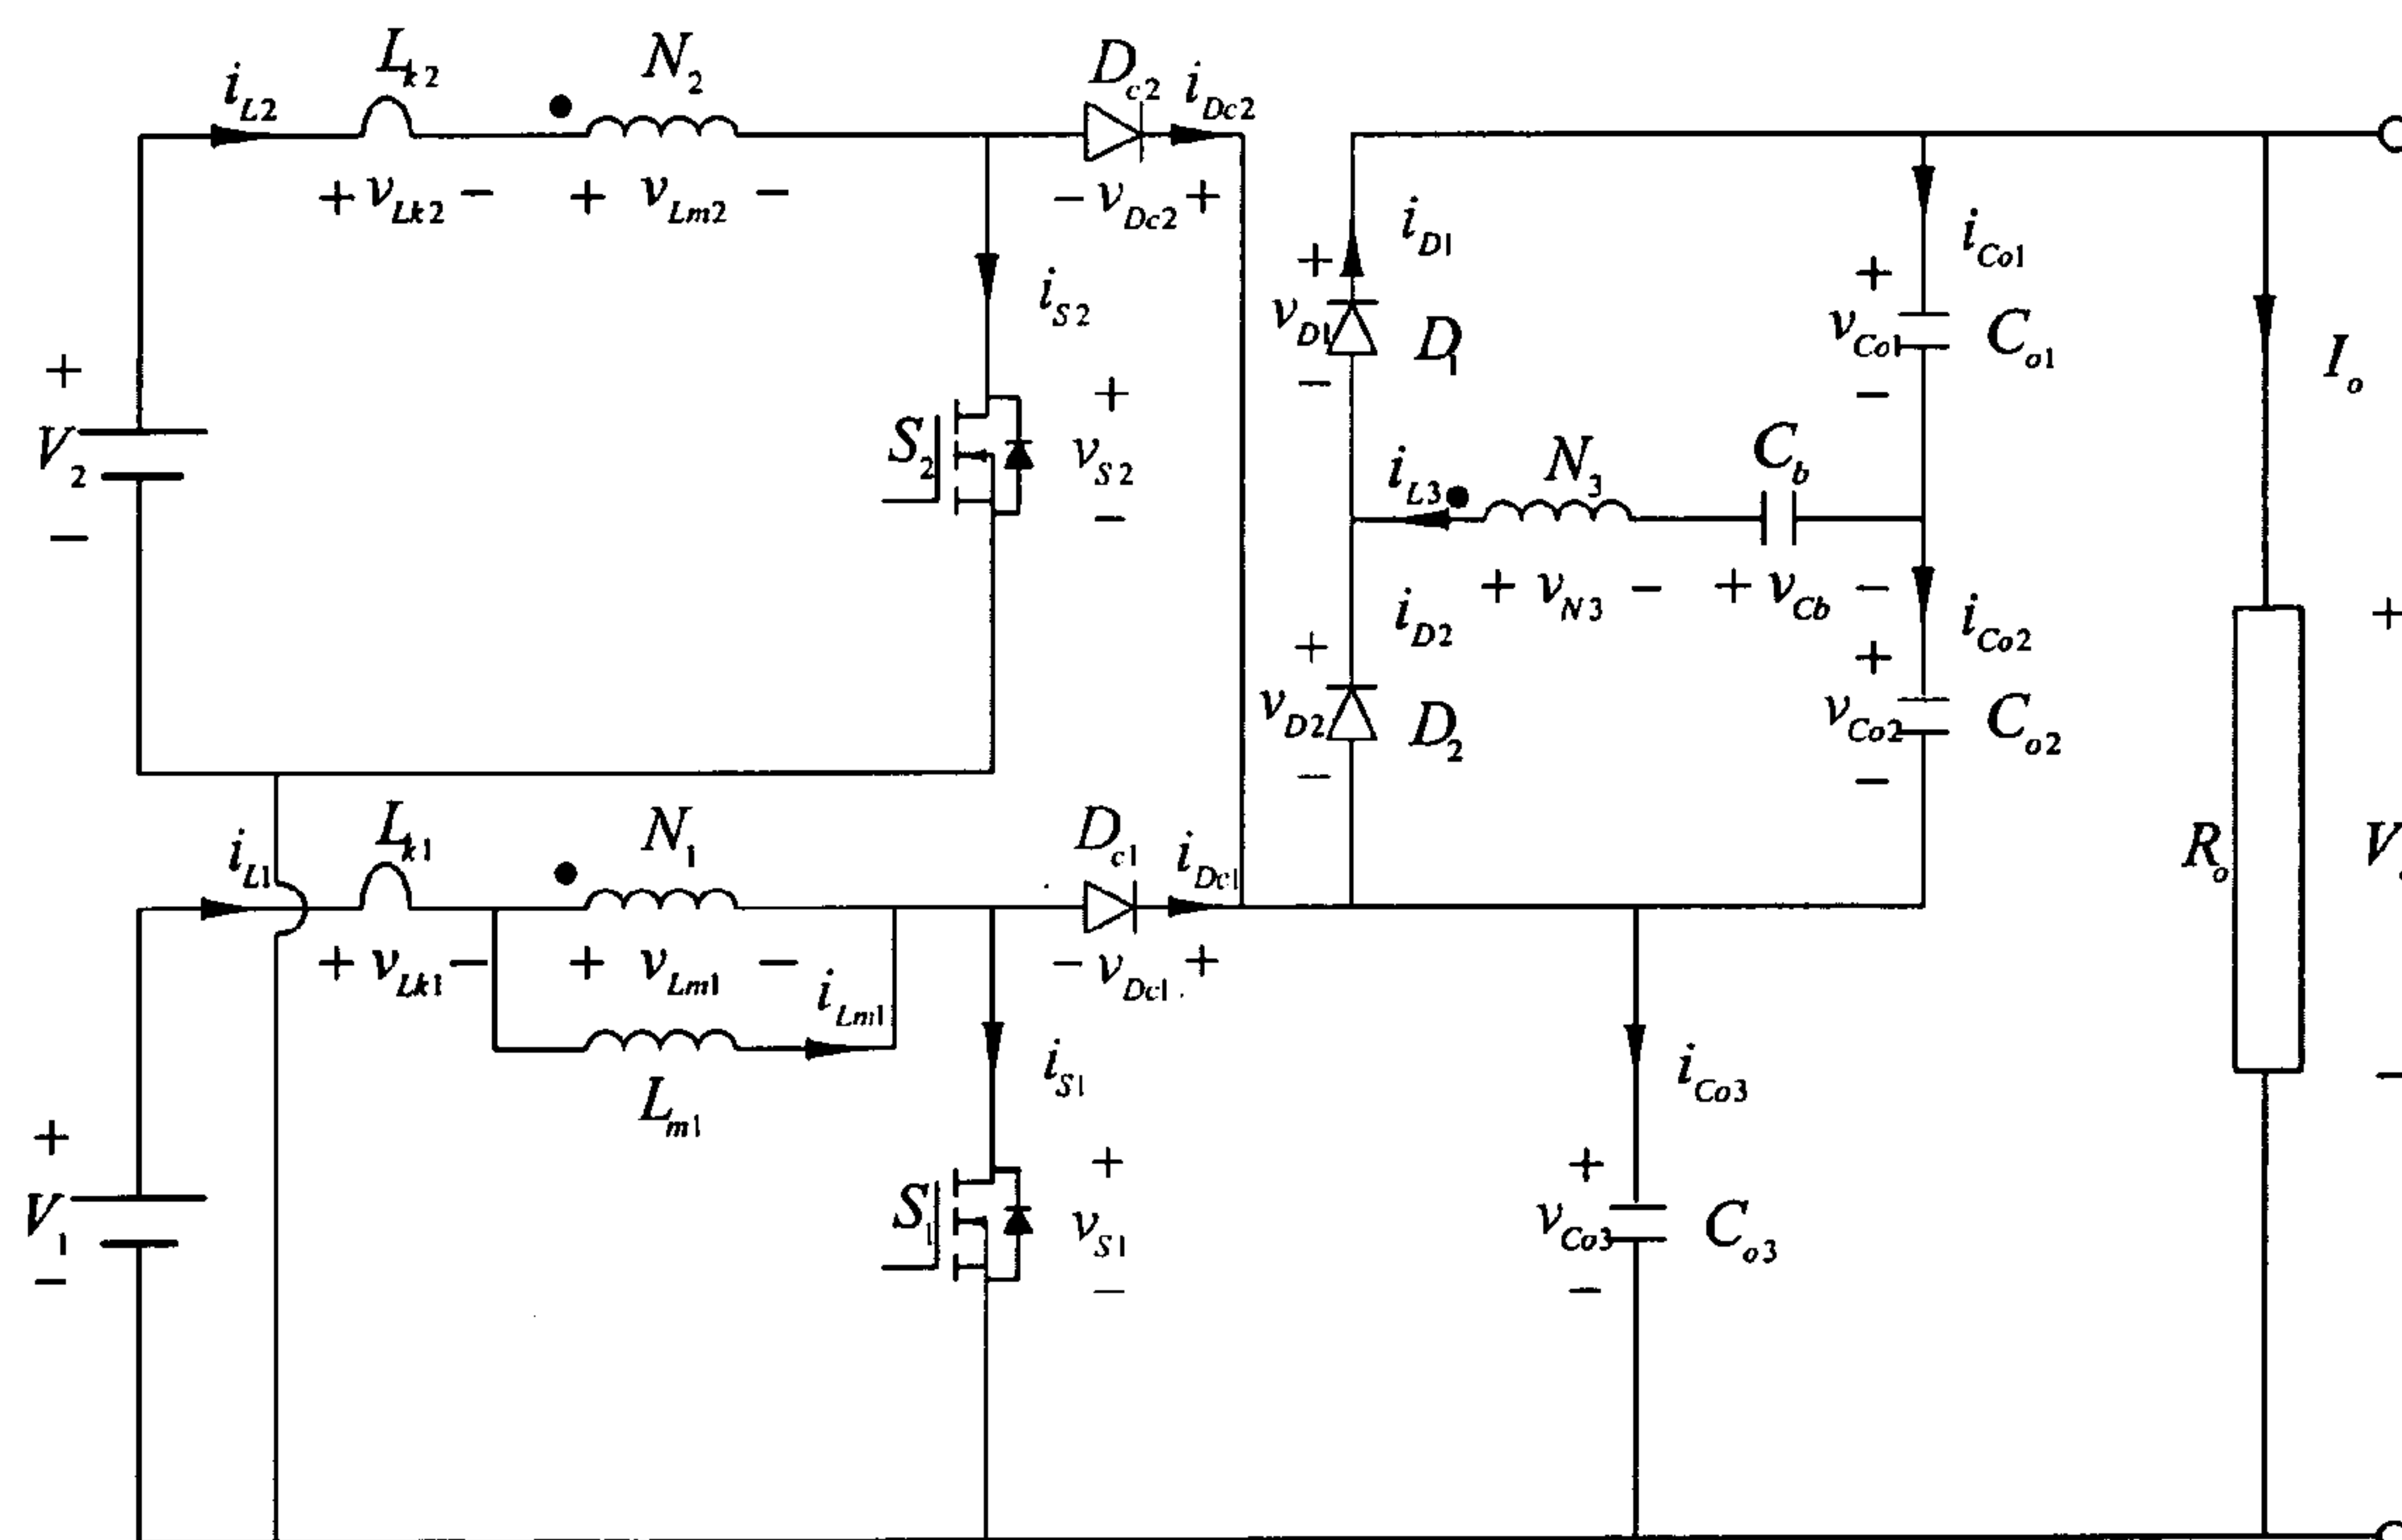 i_L2
L_k2
N_2
D_c2
i_Dc2
+ v_Lk2 −
+ v_Lm2 −
− v_Dc2 +
i_S2
+
V_2
−
S_2
+
v_S2
−
i_D1
+
v_D1
−
D_1
i_Co1
+
v_Co1
−
C_o1
I_o
i_L3
N_3
C_b
+ v_N3 −
+ v_Cb −
i_D2
+
v_D2
−
D_2
i_Co2
+
v_Co2
−
C_o2
R_o
+
−
i_L1
L_k1
N_1
D_c1
i_Dc1
+ v_Lk1 −
+ v_Lm1 −
− v_Dc1 +
i_Lm1
L_m1
i_S1
+
V_1
−
S_1
+
v_S1
−
i_Co3
+
v_Co3
−
C_o3